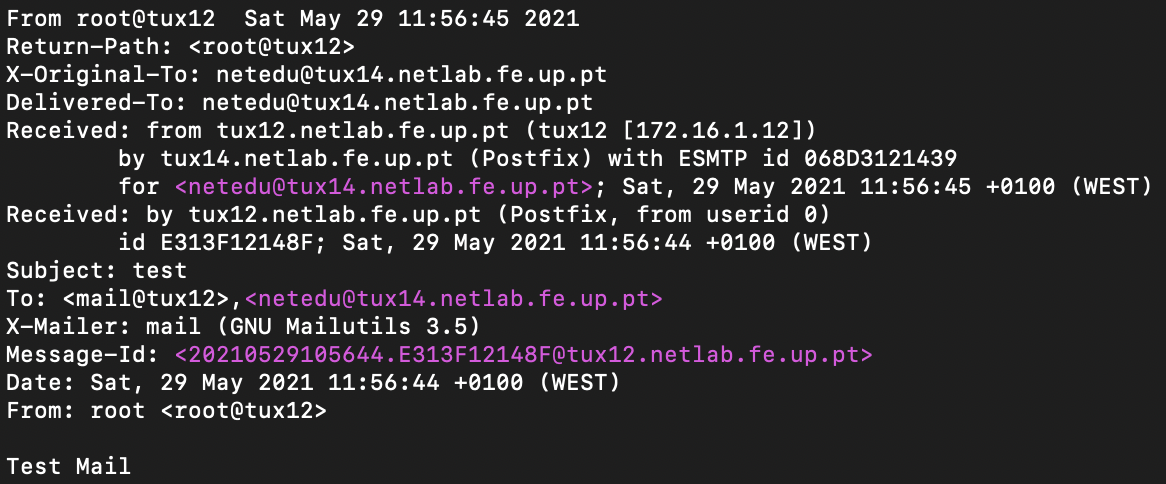 From root@tux12  Sat May 29 11:56:45 2021
Return-Path: <root@tux12>
X-Original-To: netedu@tux14.netlab.fe.up.pt
Delivered-To: netedu@tux14.netlab.fe.up.pt
Received: from tux12.netlab.fe.up.pt (tux12 [172.16.1.12])
        by tux14.netlab.fe.up.pt (Postfix) with ESMTP id 068D3121439
        for <netedu@tux14.netlab.fe.up.pt>; Sat, 29 May 2021 11:56:45 +0100 (WEST)
Received: by tux12.netlab.fe.up.pt (Postfix, from userid 0)
        id E313F12148F; Sat, 29 May 2021 11:56:44 +0100 (WEST)
Subject: test
To: <mail@tux12>,<netedu@tux14.netlab.fe.up.pt>
X-Mailer: mail (GNU Mailutils 3.5)
Message-Id: <20210529105644.E313F12148F@tux12.netlab.fe.up.pt>
Date: Sat, 29 May 2021 11:56:44 +0100 (WEST)
From: root <root@tux12>

Test Mail